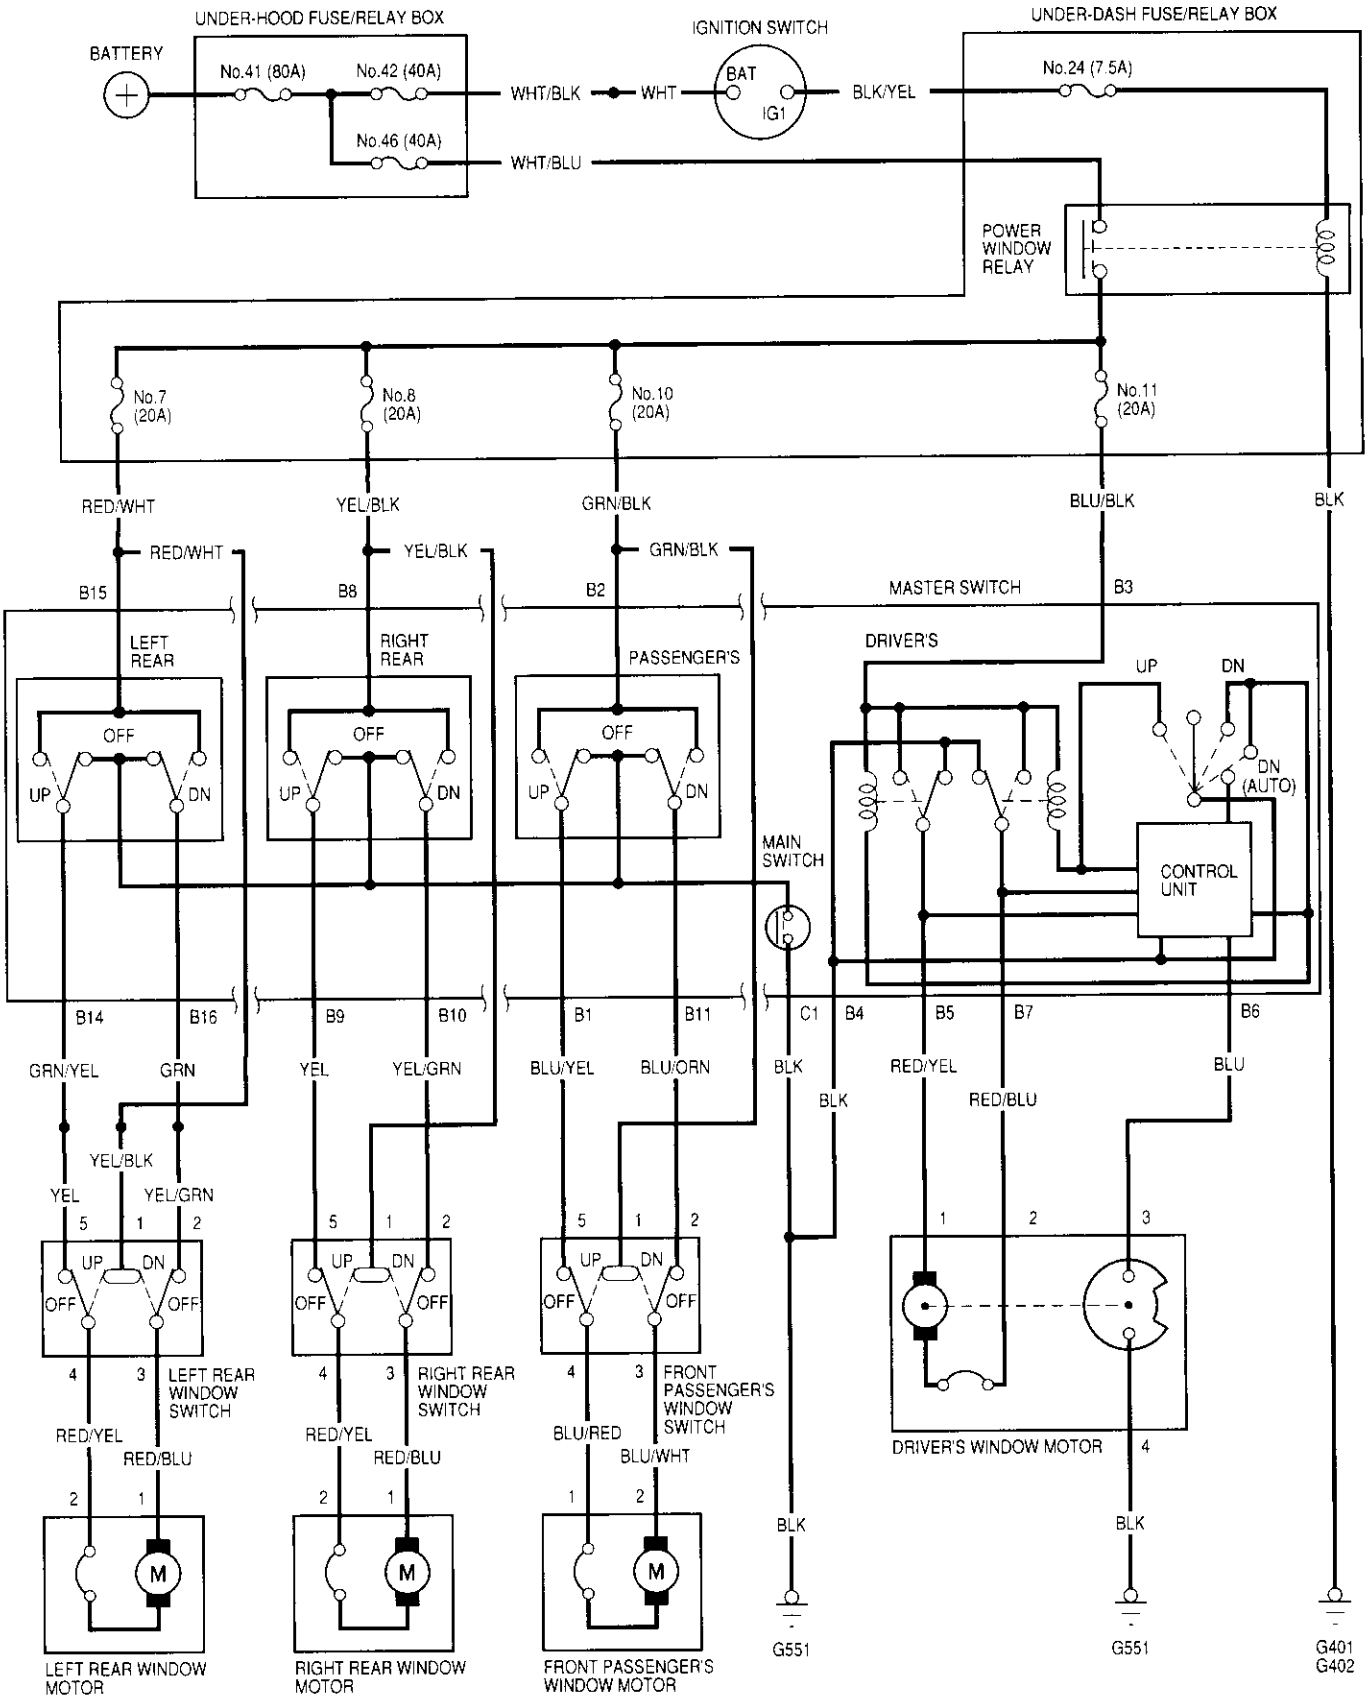 UNDER-HOOD FUSE/RELAY BOX
UNDER-DASH FUSE/RELAY BOX
IGNITION SWITCH
BATTERY
No.41 (80A)
No.42 (40A)
BAT
No.24 (7.5A)
WHT/BLK
WHT
BLK/YEL
IG1
No.46 (40A)
WHT/BLU
POWER
WINDOW
RELAY
No.7
(20A)
No.8
(20A)
No.10
(20A)
No.11
(20A)
RED/WHT
YEL/BLK
GRN/BLK
BLU/BLK
BLK
RED/WHT
YEL/BLK
GRN/BLK
B15
B8
B2
MASTER SWITCH
B3
LEFT
REAR
RIGHT
REAR
PASSENGER'S
DRIVER'S
UP
DN
OFF
OFF
OFF
DN
(AUTO)
UP
DN
UP
DN
UP
DN
MAIN
SWITCH
CONTROL
UNIT
B14
B16
B9
B10
B1
B11
C1
B4
B5
B7
B6
GRN/YEL
GRN
YEL
YEL/GRN
BLU/YEL
BLU/ORN
BLK
RED/YEL
BLU
BLK
RED/BLU
YEL/BLK
YEL
YEL/GRN
5
1
2
5
1
2
5
1
2
1
2
3
UP
DN
UP
DN
UP
DN
OFF
OFF
OFF
OFF
OFF
OFF
4
3
LEFT REAR
WINDOW
SWITCH
4
3
RIGHT REAR
WINDOW
SWITCH
4
3
FRONT
PASSENGER'S
WINDOW
SWITCH
RED/YEL
RED/BLU
RED/YEL
RED/BLU
BLU/RED
BLU/WHT
DRIVER'S WINDOW MOTOR
4
2
1
2
1
1
2
BLK
BLK
M
M
M
G551
G551
G401
G402
LEFT REAR WINDOW
MOTOR
RIGHT REAR WINDOW
MOTOR
FRONT PASSENGER'S
WINDOW MOTOR